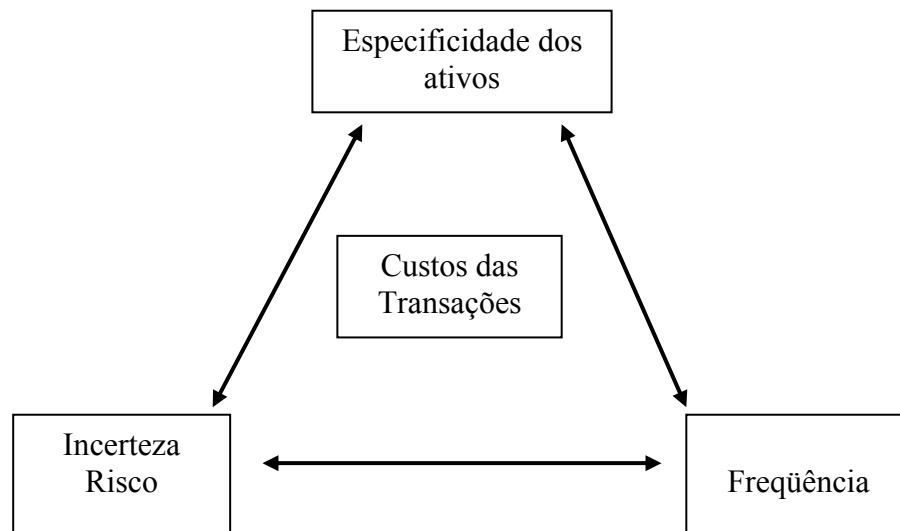 Especificidade dos
ativos
Custos das
Transações
Incerteza
Risco
Freqüência